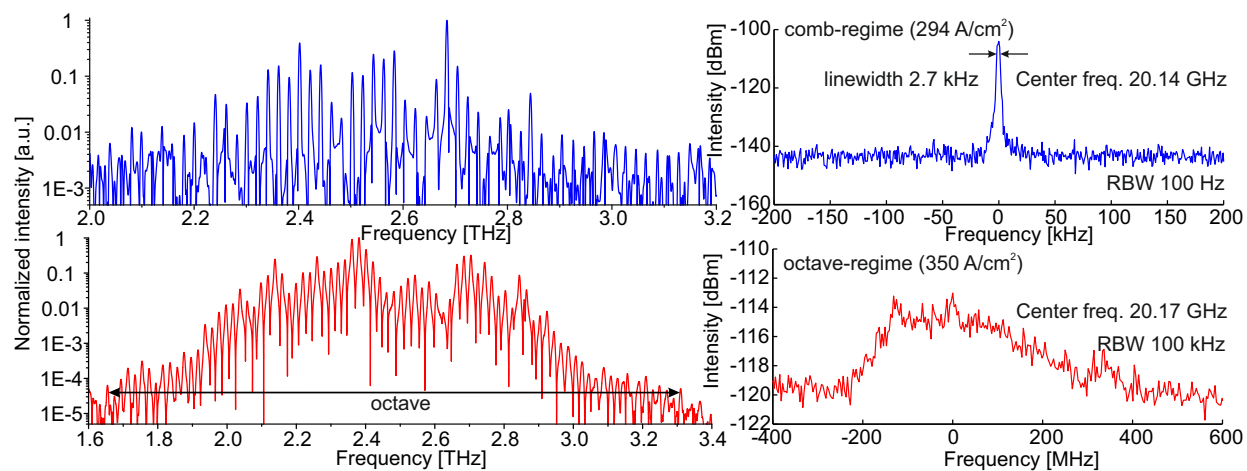 Normalized intensity [a.u.]
1
0.1
0.01
1E-3
2.0 2.2 2.4 2.6 2.8 3.0 3.2
Frequency [THz]
Intensity [dBm]
-100
-120
-140
-160
comb-regime (294 A/cm²)
linewidth 2.7 kHz
Center freq. 20.14 GHz
RBW 100 Hz
-200 -150 -100 -50 0 50 100 150 200
Frequency [kHz]
1
0.1
0.01
1E-3
1E-4
1E-5
octave
1.6 2.0 2.2 2.4 2.6 3.0 3.4
Frequency [THz]
Intensity [dBm]
-110
-112
-114
-116
-118
-120
-122
octave-regime (350 A/cm²)
Center freq. 20.17 GHz
RBW 100 kHz
-400 -200 0 200 400 600
Frequency [MHz]